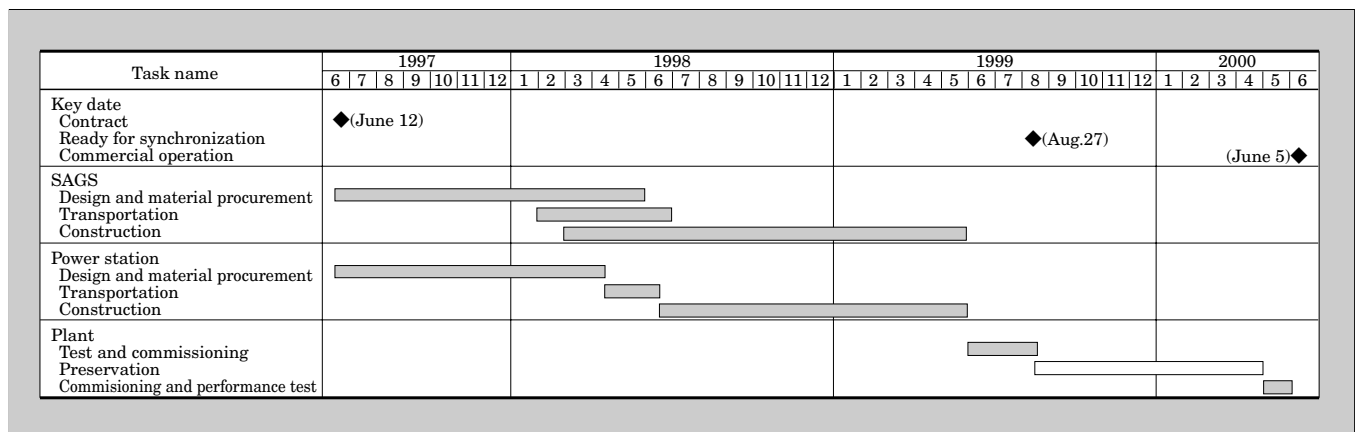 Task name 1997 1998 1999 2000
6 7 8 9 10 11 12 1 2 3 4 5 6 7 8 9 10 11 12 1 2 3 4 5 6 7 8 9 10 11 12 1 2 3 4 5 6
Key date
Contract (June 12)
Ready for synchronization (Aug.27)
Commercial operation (June 5)
SAGS
Design and material procurement
Transportation
Construction
Power station
Design and material procurement
Transportation
Construction
Plant
Test and commissioning
Preservation
Commisioning and performance test